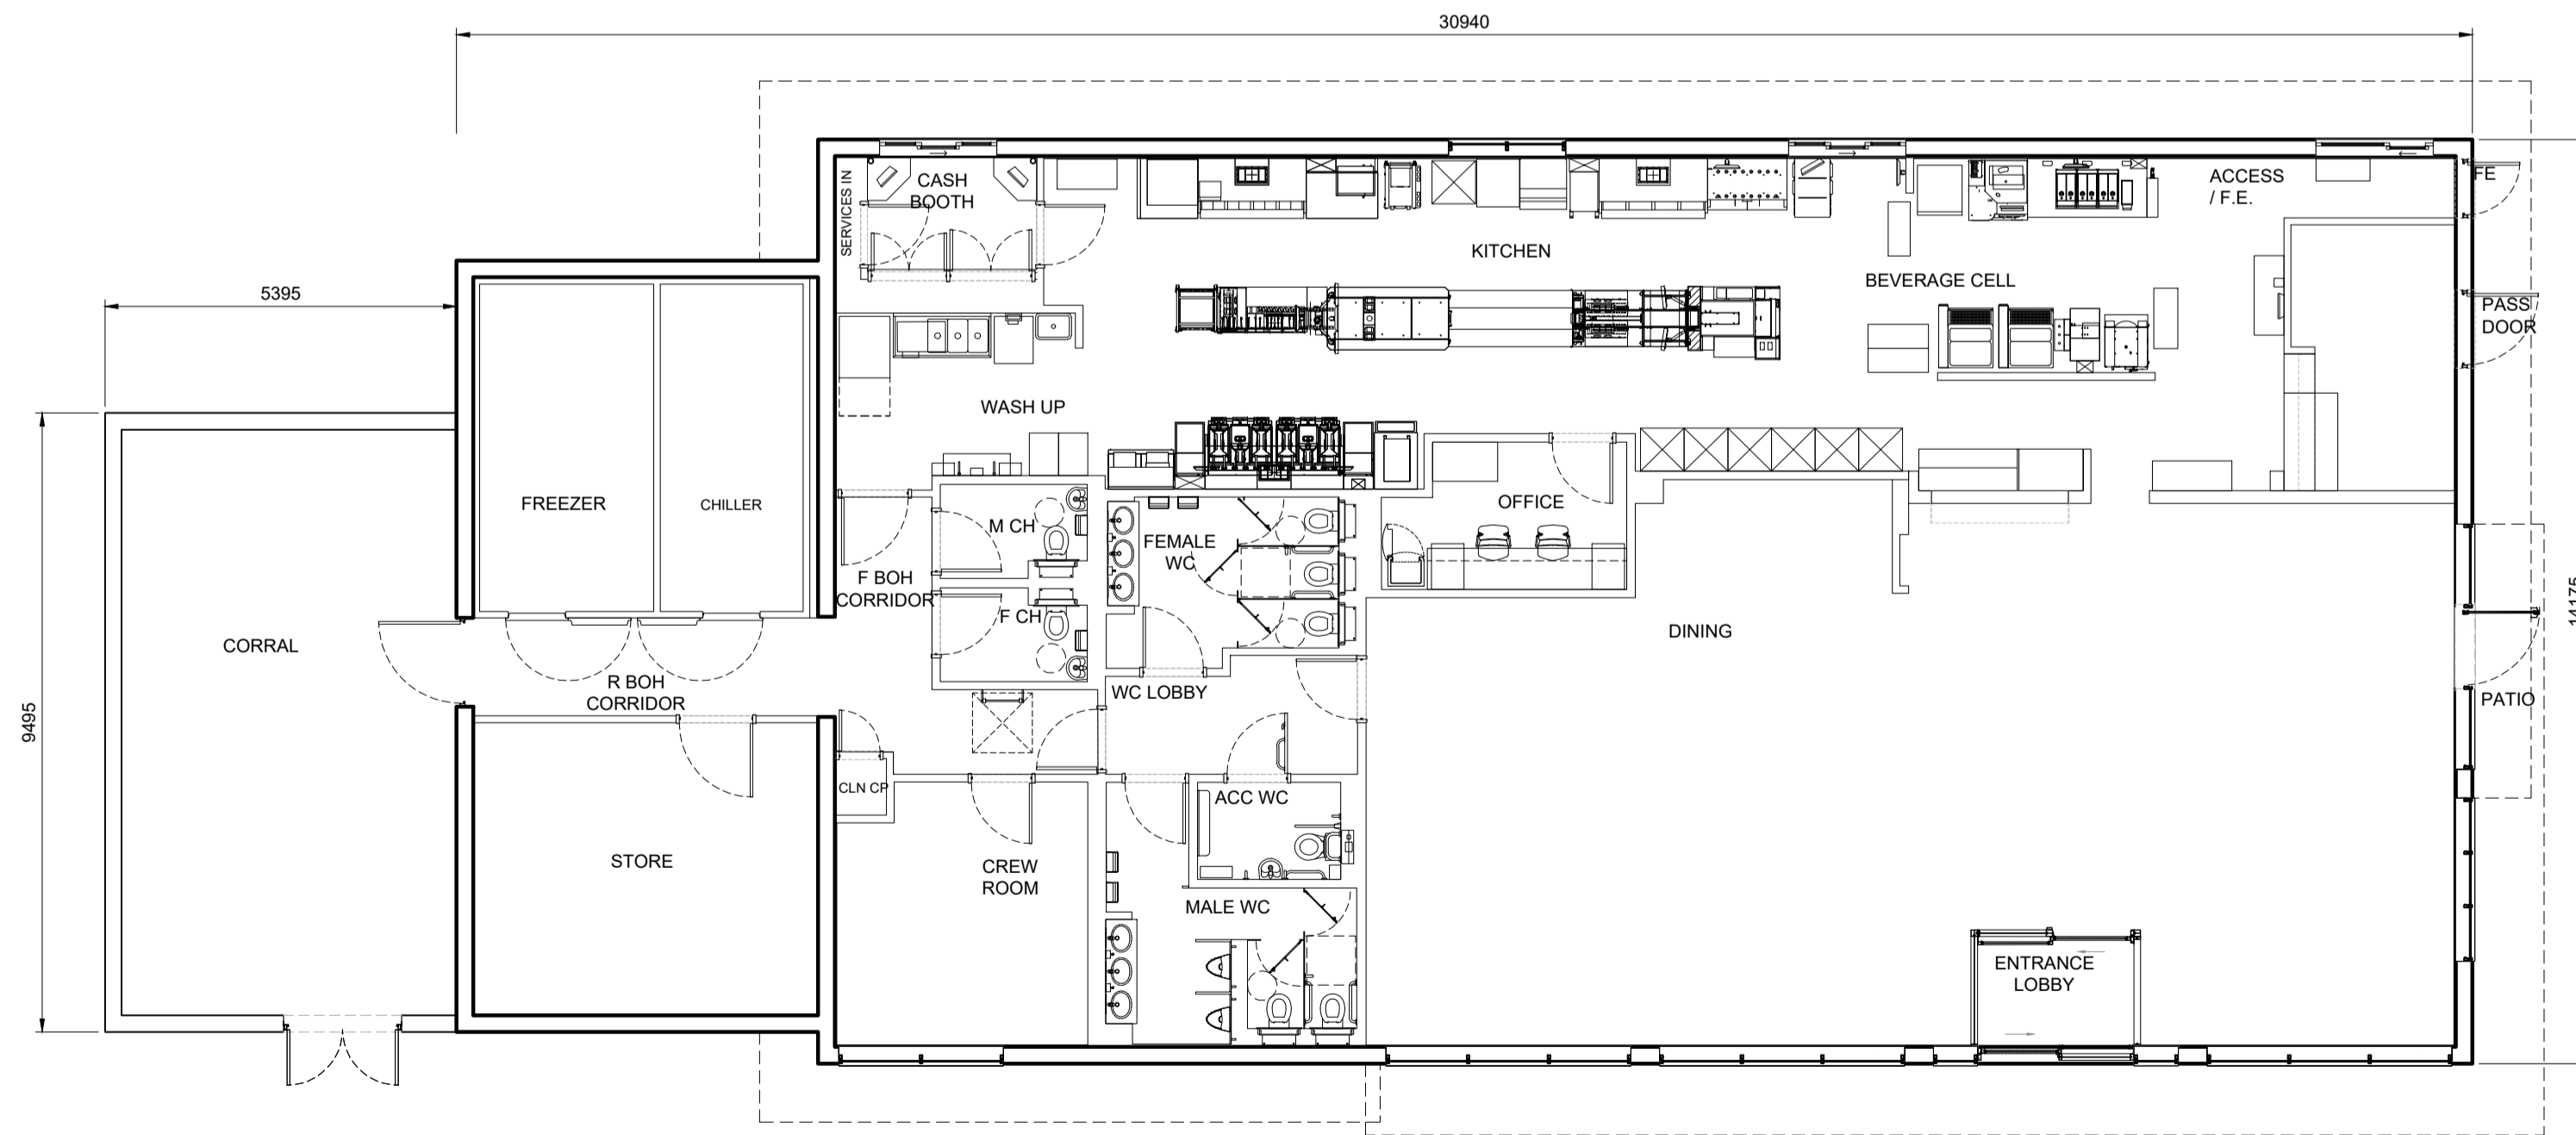 30940
SERVICES IN
CASH
BOOTH
ACCESS
/ F.E.
FE
KITCHEN
BEVERAGE CELL
5395
PASS
DOOR
WASH UP
FREEZER
CHILLER
OFFICE
M CH
FEMALE
WC
F BOH
CORRIDOR
F CH
14175
DINING
CORRAL
R BOH
CORRIDOR
WC LOBBY
PATIO
9495
CLN CP
ACC WC
STORE
CREW
ROOM
MALE WC
ENTRANCE
LOBBY